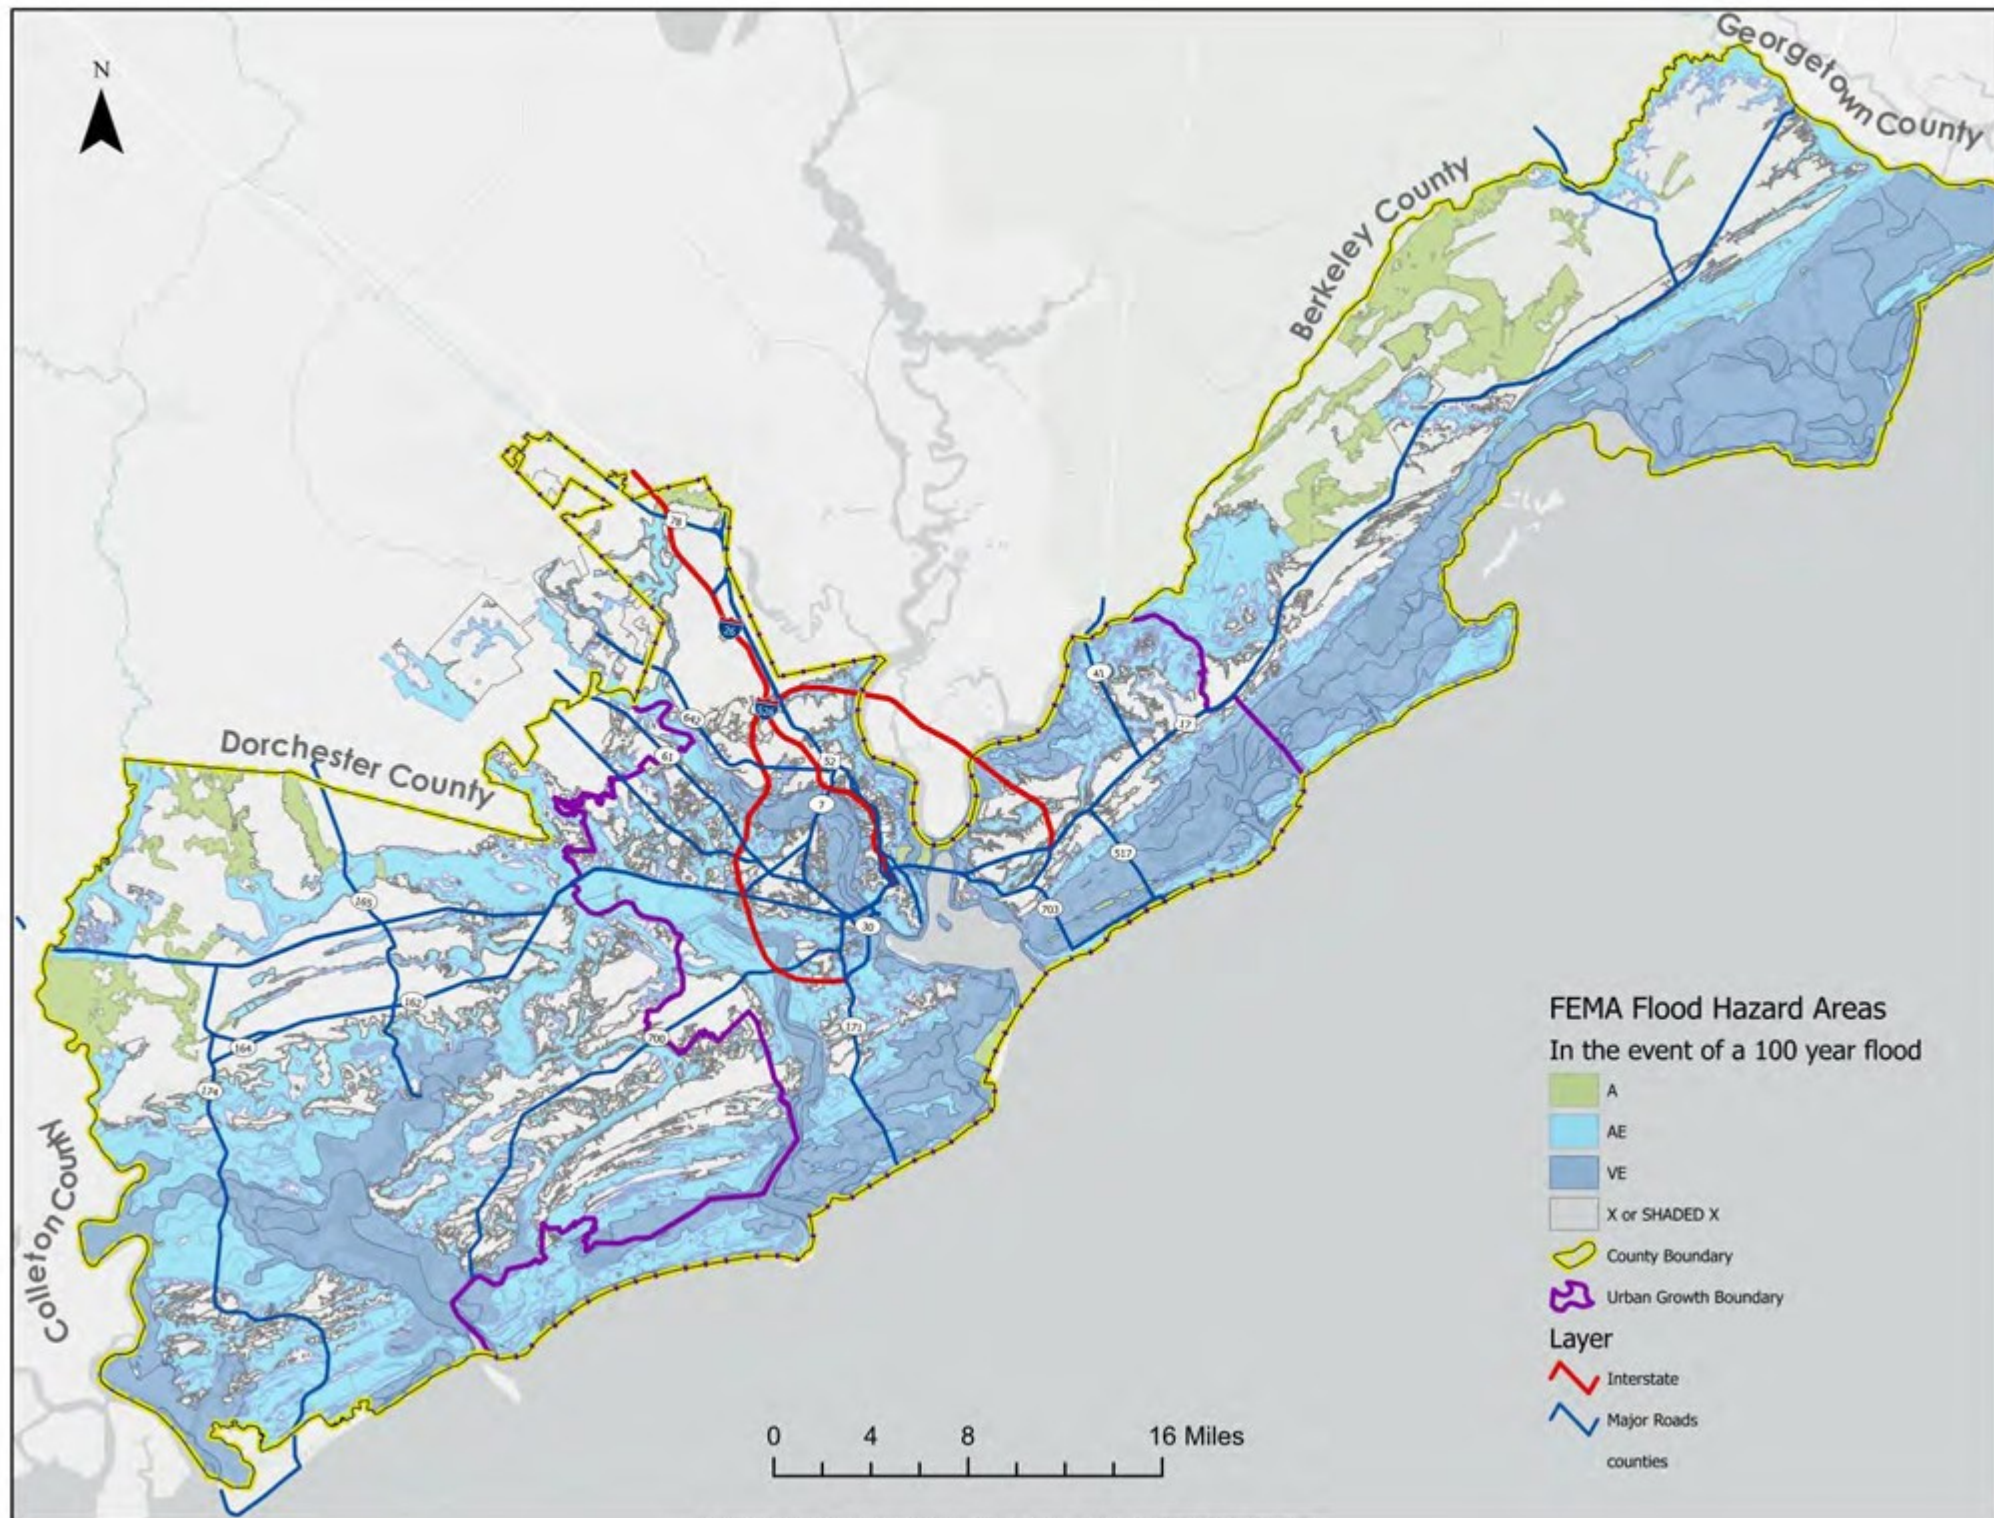 N
Georgetown County
Berkeley County
78
26
526
41
642
17
61
52
7
Dorchester County
517
165
703
30
162
171
700
164
174
Colleton County
FEMA Flood Hazard Areas
In the event of a 100 year flood
A
AE
VE
X or SHADED X
County Boundary
Urban Growth Boundary
Layer
Interstate
Major Roads
counties
0 4 8 16 Miles